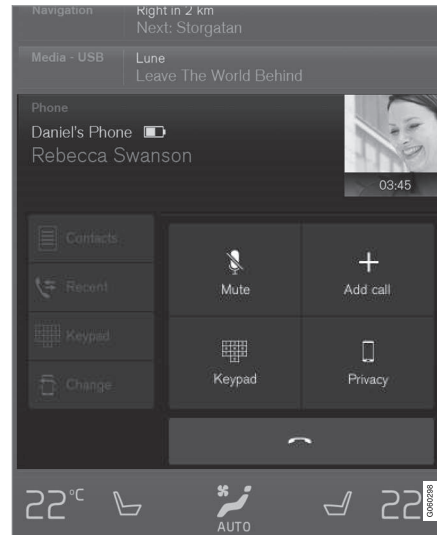 Navigation
Right in 2 km
Next: Storgatan
Media - USB
Lune
Leave The World Behind
Phone
Daniel's Phone
Rebecca Swanson
03:45
Contacts
Recent
Keypad
Change
Mute
Add call
Keypad
Privacy
22°C
AUTO
22
G060298